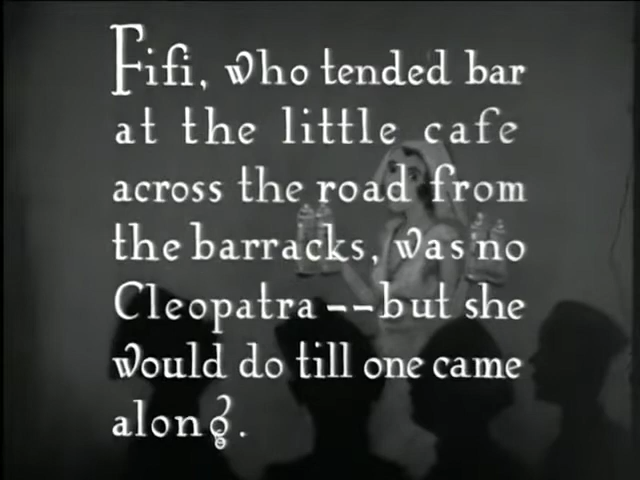 Fifi, who tended bar
at the little cafe
across the road from
the barracks, was no
Cleopatra--but she
would do till one came
along.